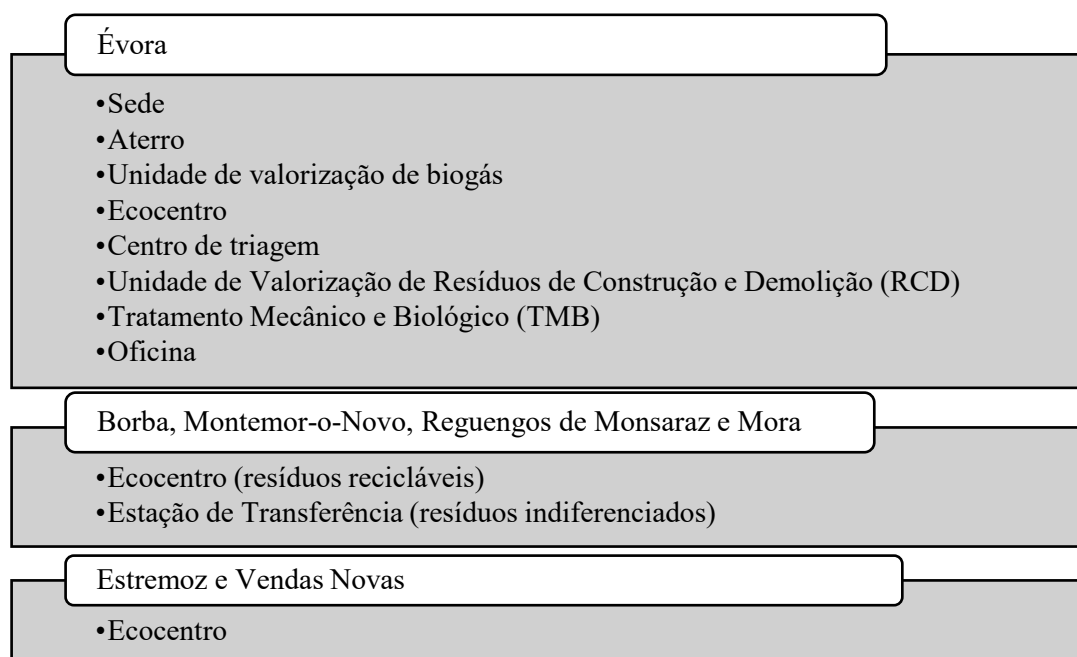 Évora
•Sede
•Aterro
•Unidade de valorização de biogás
•Ecocentro
•Centro de triagem
•Unidade de Valorização de Resíduos de Construção e Demolição (RCD)
•Tratamento Mecânico e Biológico (TMB)
•Oficina
Borba, Montemor-o-Novo, Reguengos de Monsaraz e Mora
•Ecocentro (resíduos recicláveis)
•Estação de Transferência (resíduos indiferenciados)
Estremoz e Vendas Novas
•Ecocentro